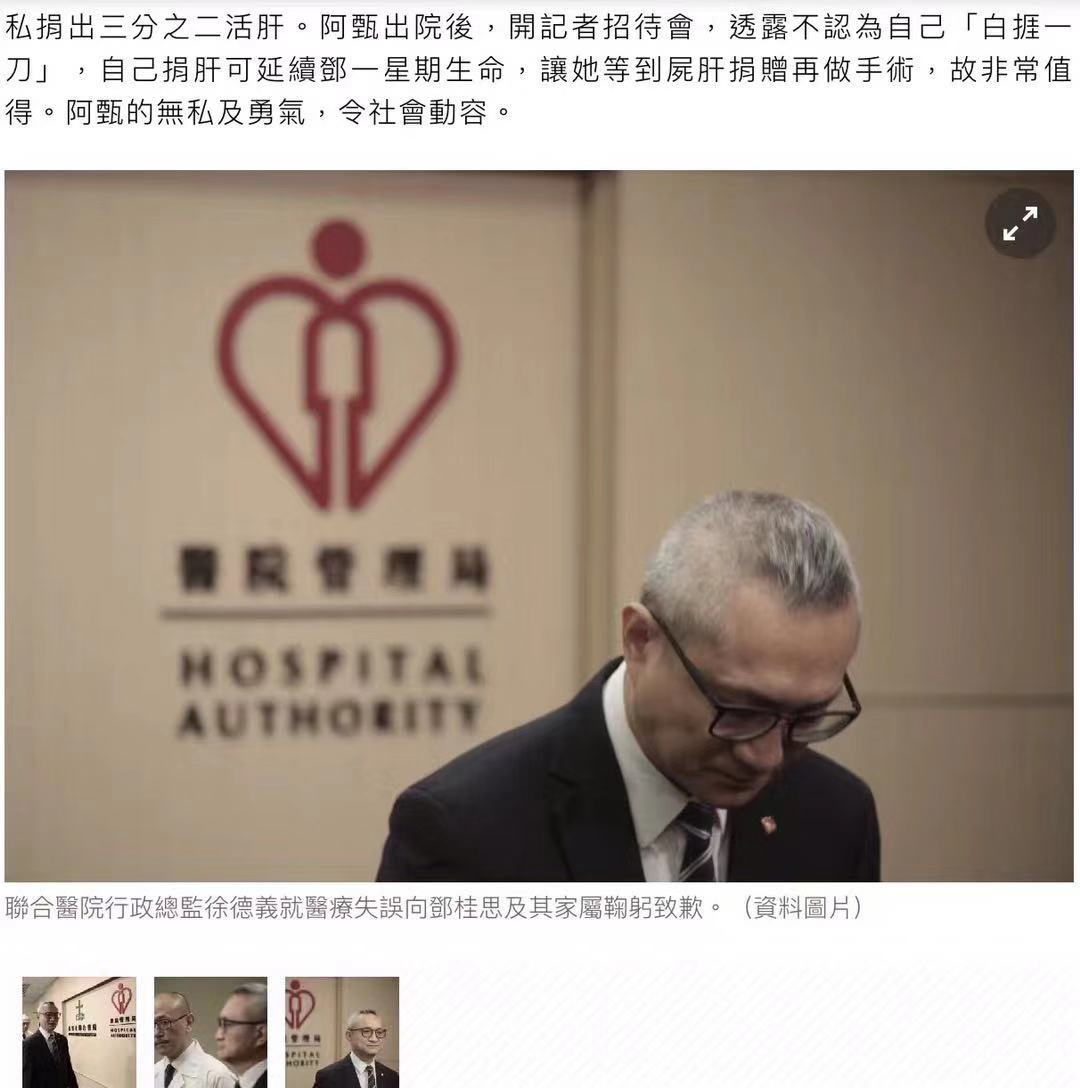 私捐出三分之二活肝。阿甄出院後，開記者招待會，透露不認為自己「白捱一
刀」，自己捐肝可延續鄧一星期生命，讓她等到屍肝捐贈再做手術，故非常值
得。阿甄的無私及勇氣，令社會動容。
醫院管理局
HOSPITAL
AUTHORITY
聯合醫院行政總監徐德義就醫療失誤向鄧桂思及其家屬鞠躬致歉。（資料圖片）
HOSPITAL
AUTHORITY